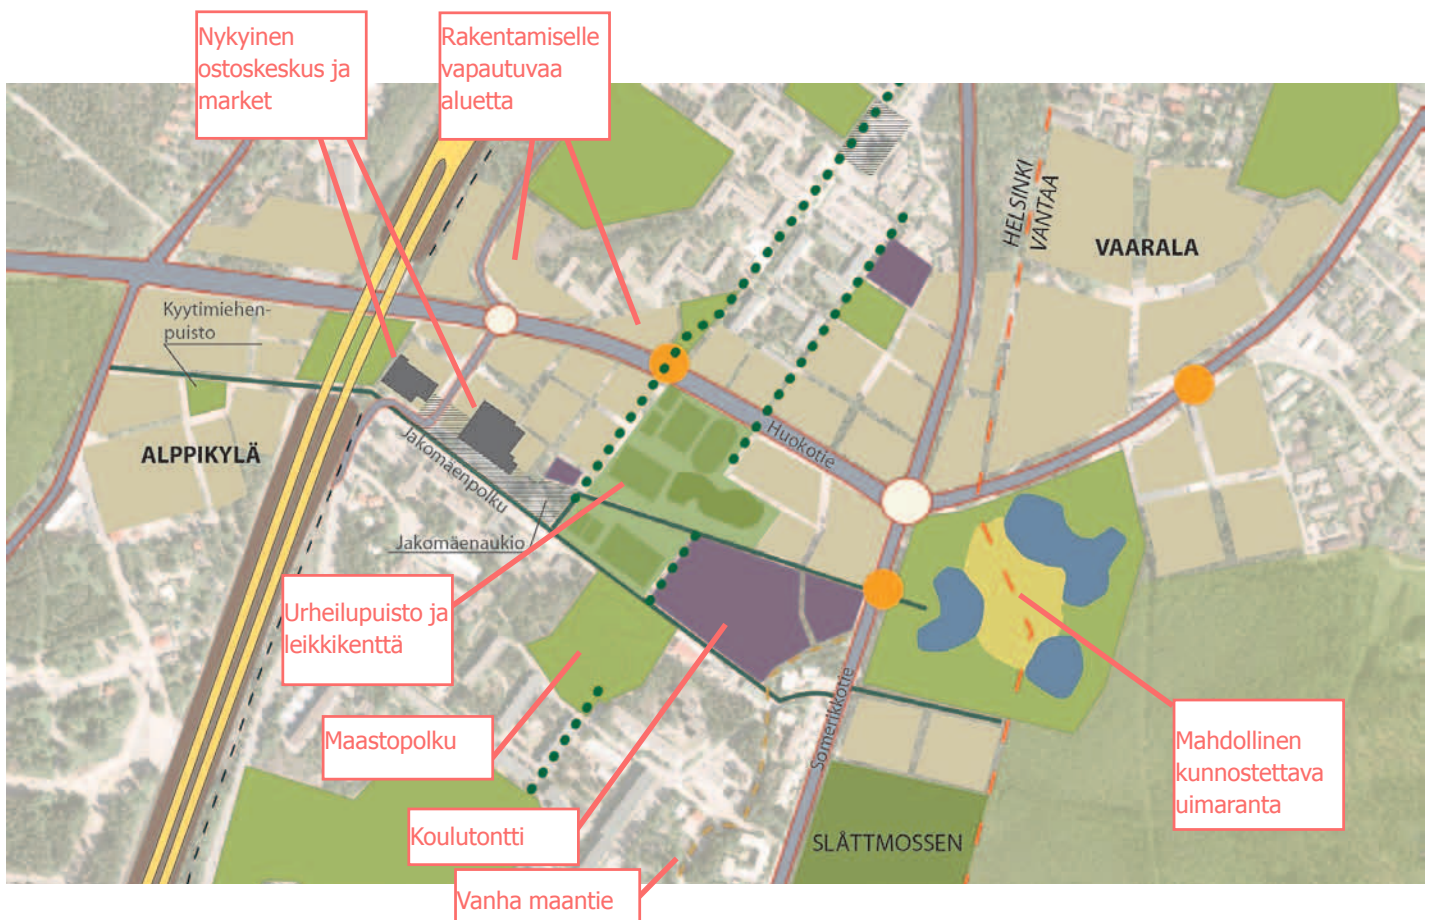 Nykyinen
ostoskeskus ja
market
Rakentamiselle
vapautuvaa
aluetta
HELSINKI
VANTAA
VAARALA
Kyytimiehen-
puisto
ALPPIKYLÄ
Jakomäenpolku
Huokotie
Jakomäenaukio
Urheilupuisto ja
leikkikenttä
Maastopolku
Koulutontti
Vanha maantie
Somerikkotie
SLÅTTMOSSEN
Mahdollinen
kunnostettava
uimaranta